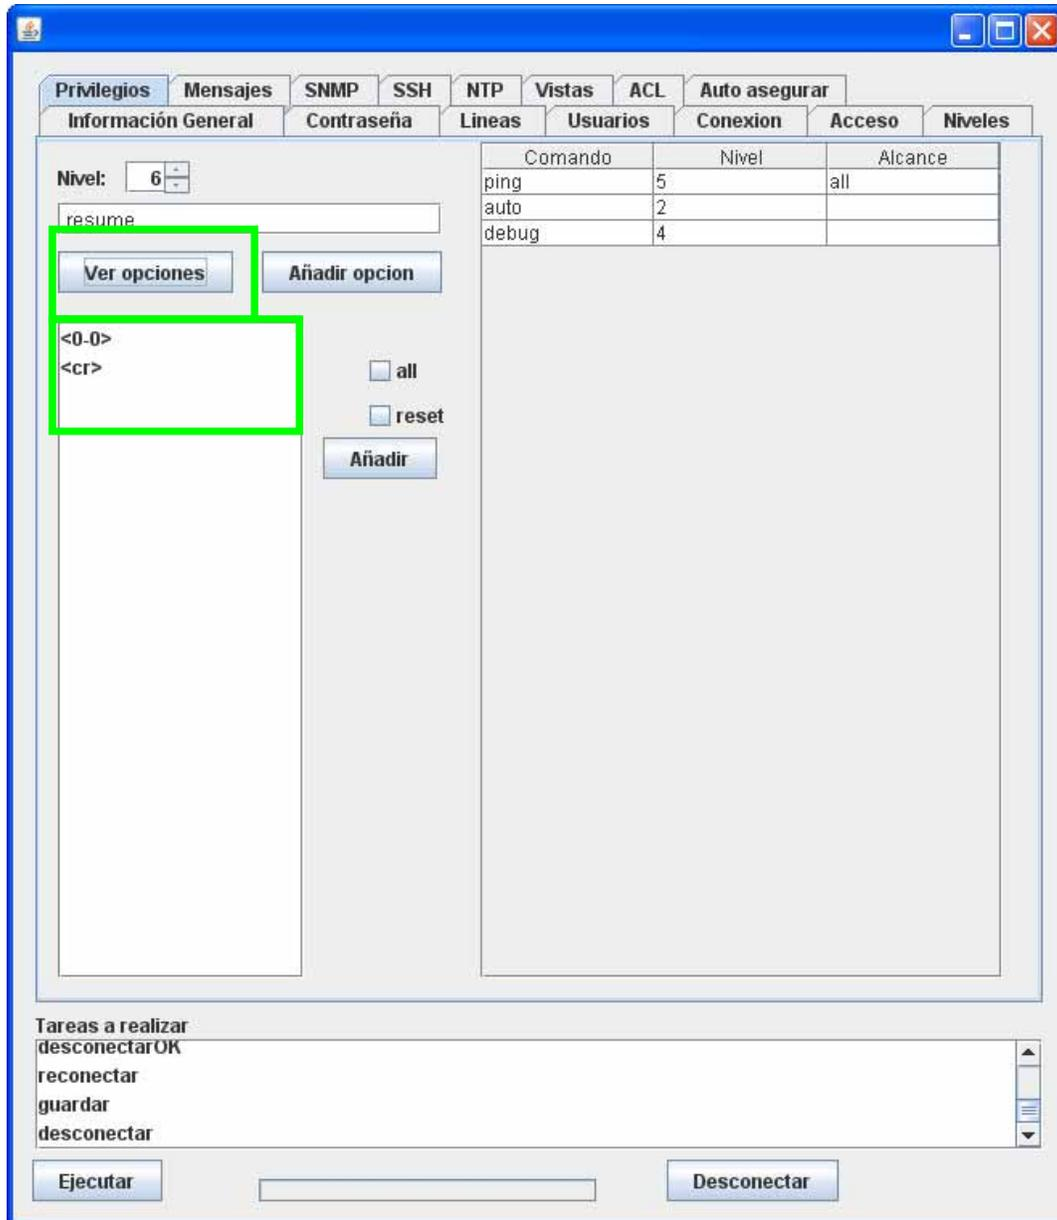 Privilegios Mensajes SNMP SSH NTP Vistas ACL Auto asegurar
Información General Contraseña Lineas Usuarios Conexion Acceso Niveles
Nivel: 6
resume
Ver opciones Añadir opcion
<0-0>
<cr>
all
reset
Añadir
Comando Nivel Alcance
ping 5 all
auto 2
debug 4
Tareas a realizar
desconectarOK
reconectar
guardar
desconectar
Ejecutar Desconectar